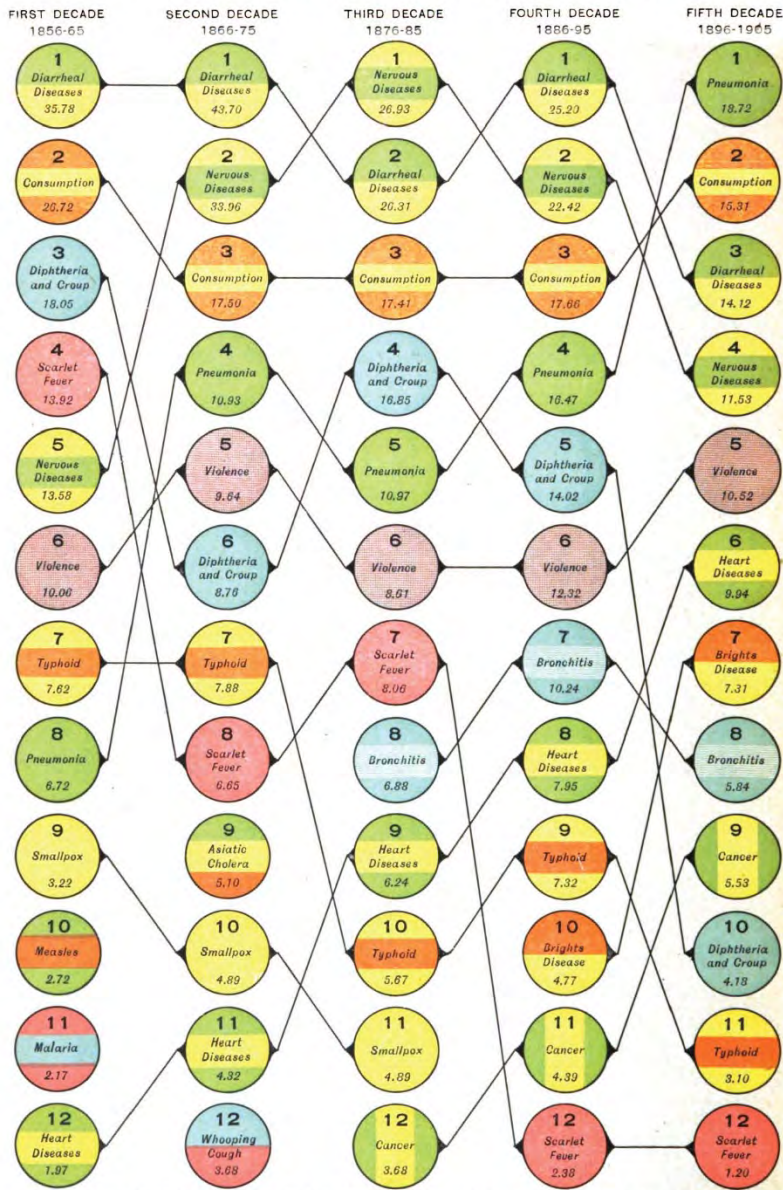 FIRST DECADE
1856-65
SECOND DECADE
1866-75
THIRD DECADE
1876-85
FOURTH DECADE
1886-95
FIFTH DECADE
1896-1905
1
Diarrheal
Diseases
35.78
1
Diarrheal
Diseases
43.70
1
Nervous
Diseases
26.93
1
Diarrheal
Diseases
25.20
1
Pneumonia
18.72
2
Consumption
26.72
2
Nervous
Diseases
33.96
2
Diarrheal
Diseases
26.31
2
Nervous
Diseases
22.42
2
Consumption
15.31
3
Diphtheria
and Croup
18.05
3
Consumption
17.50
3
Consumption
17.41
3
Consumption
17.66
3
Diarrheal
Diseases
14.12
4
Scarlet
Fever
13.92
4
Pneumonia
10.93
4
Diphtheria
and Croup
16.85
4
Pneumonia
16.47
4
Nervous
Diseases
11.53
5
Nervous
Diseases
13.58
5
Violence
9.64
5
Pneumonia
10.97
5
Diphtheria
and Croup
14.02
5
Violence
10.52
6
Violence
10.06
6
Diphtheria
and Croup
8.76
6
Violence
8.61
6
Violence
12.32
6
Heart
Diseases
9.94
7
Typhoid
7.62
7
Typhoid
7.88
7
Scarlet
Fever
8.06
7
Bronchitis
10.24
7
Brights
Disease
7.31
8
Pneumonia
6.72
8
Scarlet
Fever
6.65
8
Bronchitis
6.88
8
Heart
Diseases
7.95
8
Bronchitis
5.84
9
Smallpox
3.22
9
Asiatic
Cholera
5.10
9
Heart
Diseases
6.24
9
Typhoid
7.32
9
Cancer
5.53
10
Measles
2.72
10
Smallpox
4.89
10
Typhoid
5.67
10
Brights
Disease
4.77
10
Diphtheria
and Croup
4.18
11
Malaria
2.17
11
Heart
Diseases
4.32
11
Smallpox
4.89
11
Cancer
4.39
11
Typhoid
3.10
12
Heart
Diseases
1.97
12
Whooping
Cough
3.68
12
Cancer
3.68
12
Scarlet
Fever
2.38
12
Scarlet
Fever
1.20